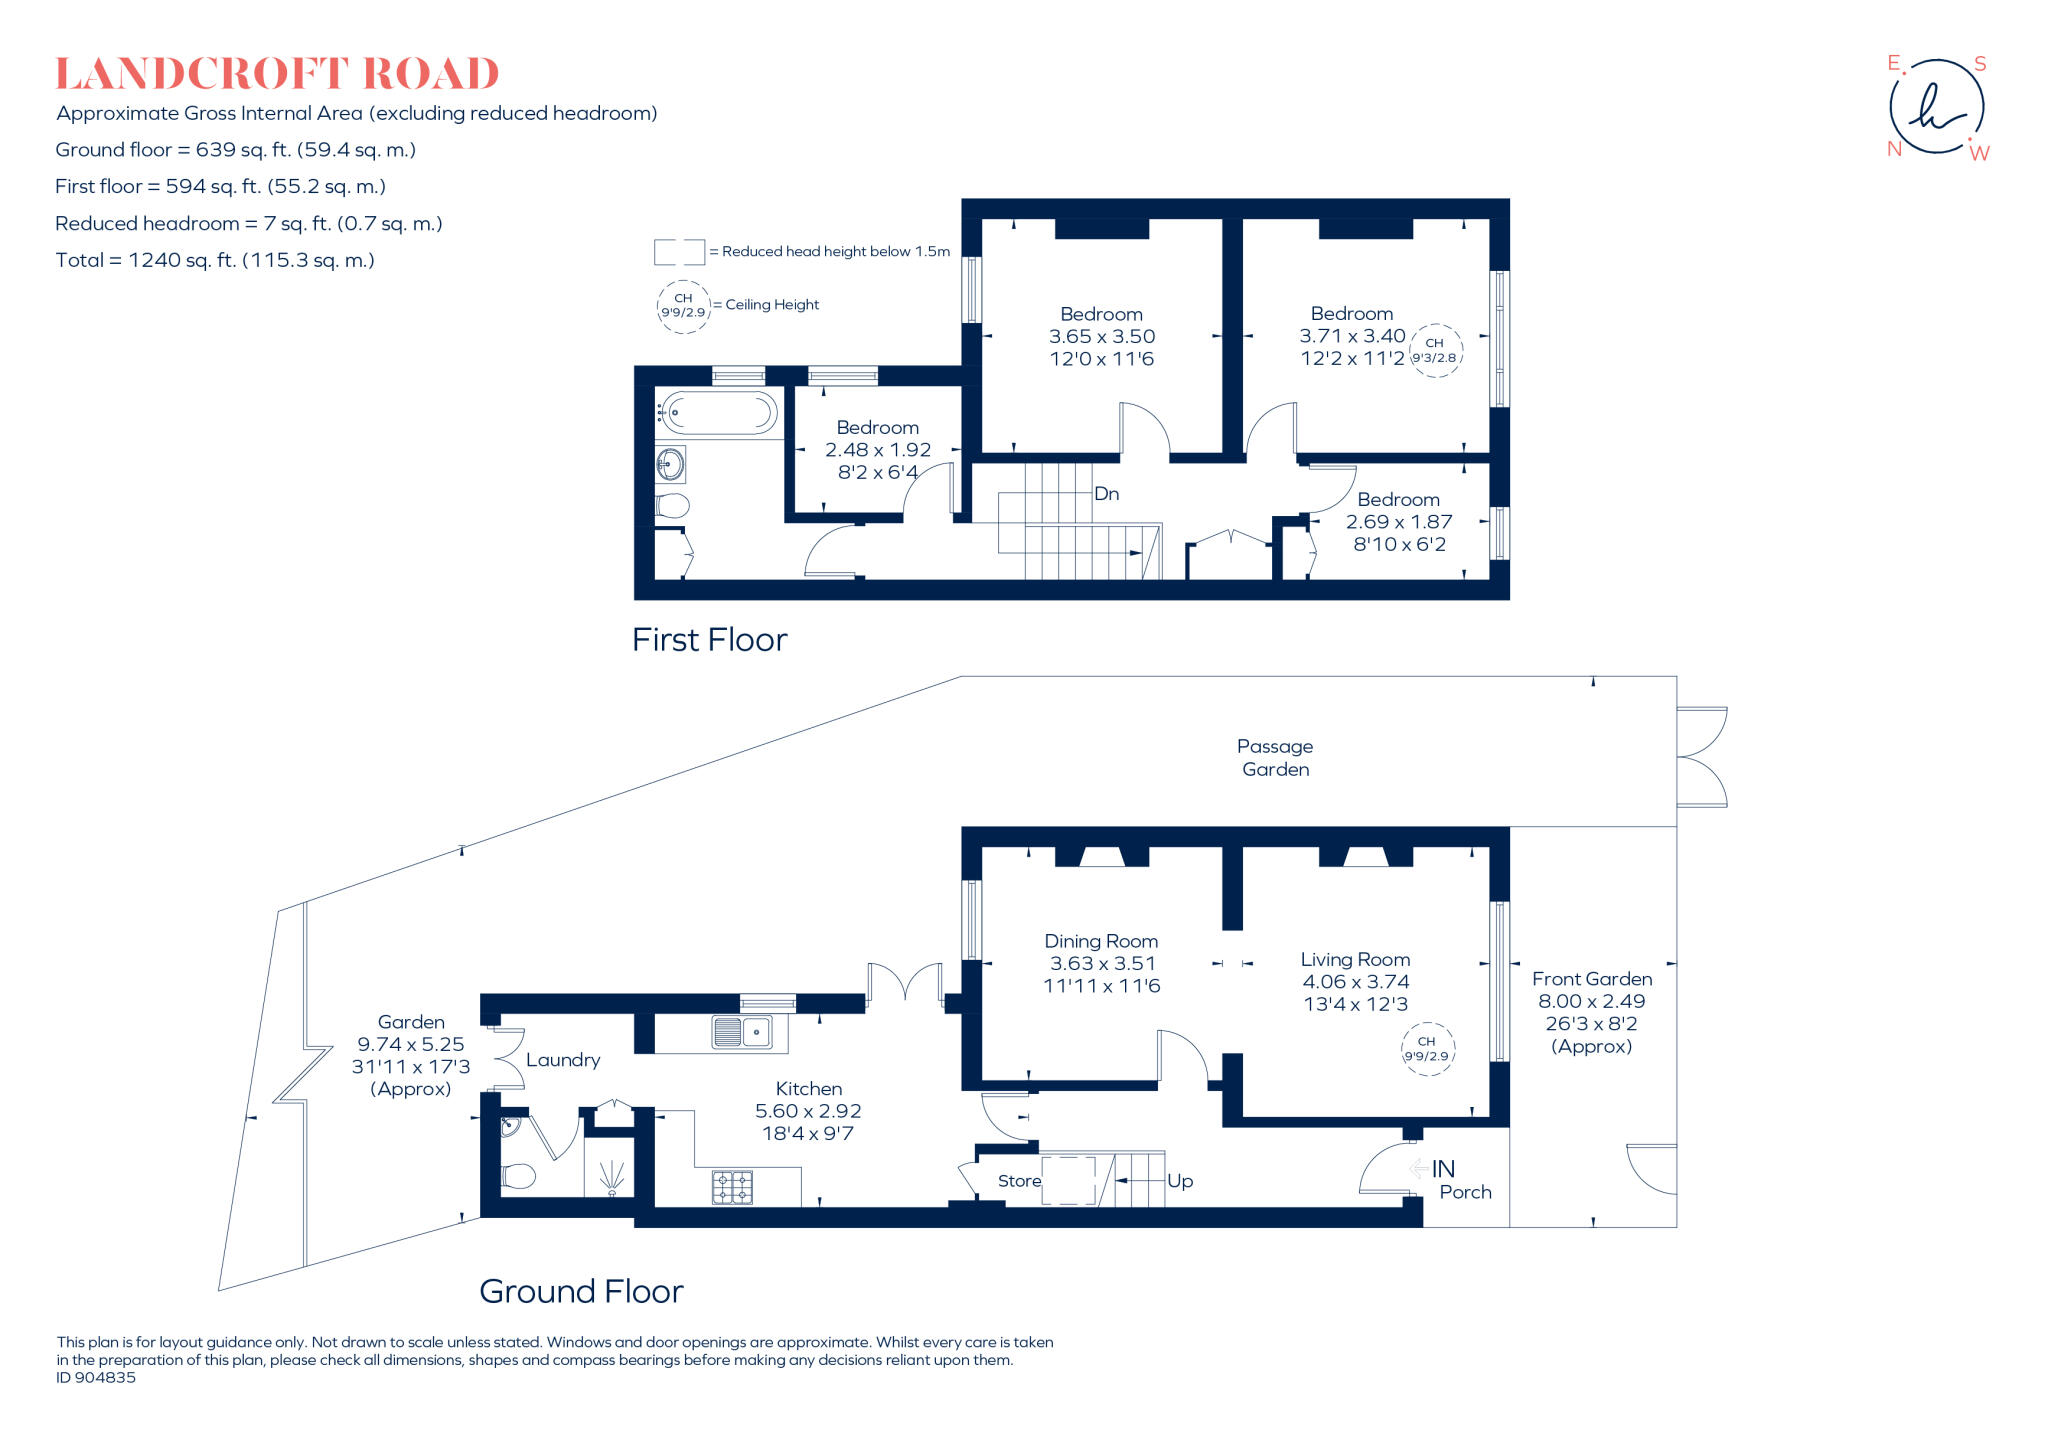 LANDCROFT ROAD
Approximate Gross Internal Area (excluding reduced headroom)
Ground floor = 639 sq. ft. (59.4 sq. m.)
First floor = 594 sq. ft. (55.2 sq. m.)
Reduced headroom = 7 sq. ft. (0.7 sq. m.)
Total = 1240 sq. ft. (115.3 sq. m.)
E
S
N
W
= Reduced head height below 1.5m
CH
9'9/2.9
= Ceiling Height
Bedroom
3.65 x 3.50
12'0 x 11'6
Bedroom
3.71 x 3.40
12'2 x 11'2
CH
9'3/2.8
Bedroom
2.48 x 1.92
8'2 x 6'4
Dn
Bedroom
2.69 x 1.87
8'10 x 6'2
First Floor
Passage
Garden
Dining Room
3.63 x 3.51
11'11 x 11'6
Living Room
4.06 x 3.74
13'4 x 12'3
CH
9'9/2.9
Front Garden
8.00 x 2.49
26'3 x 8'2
(Approx)
Garden
9.74 x 5.25
31'11 x 17'3
(Approx)
Laundry
Kitchen
5.60 x 2.92
18'4 x 9'7
Store
Up
IN
Porch
Ground Floor
This plan is for layout guidance only. Not drawn to scale unless stated. Windows and door openings are approximate. Whilst every care is taken
in the preparation of this plan, please check all dimensions, shapes and compass bearings before making any decisions reliant upon them.
ID 904835